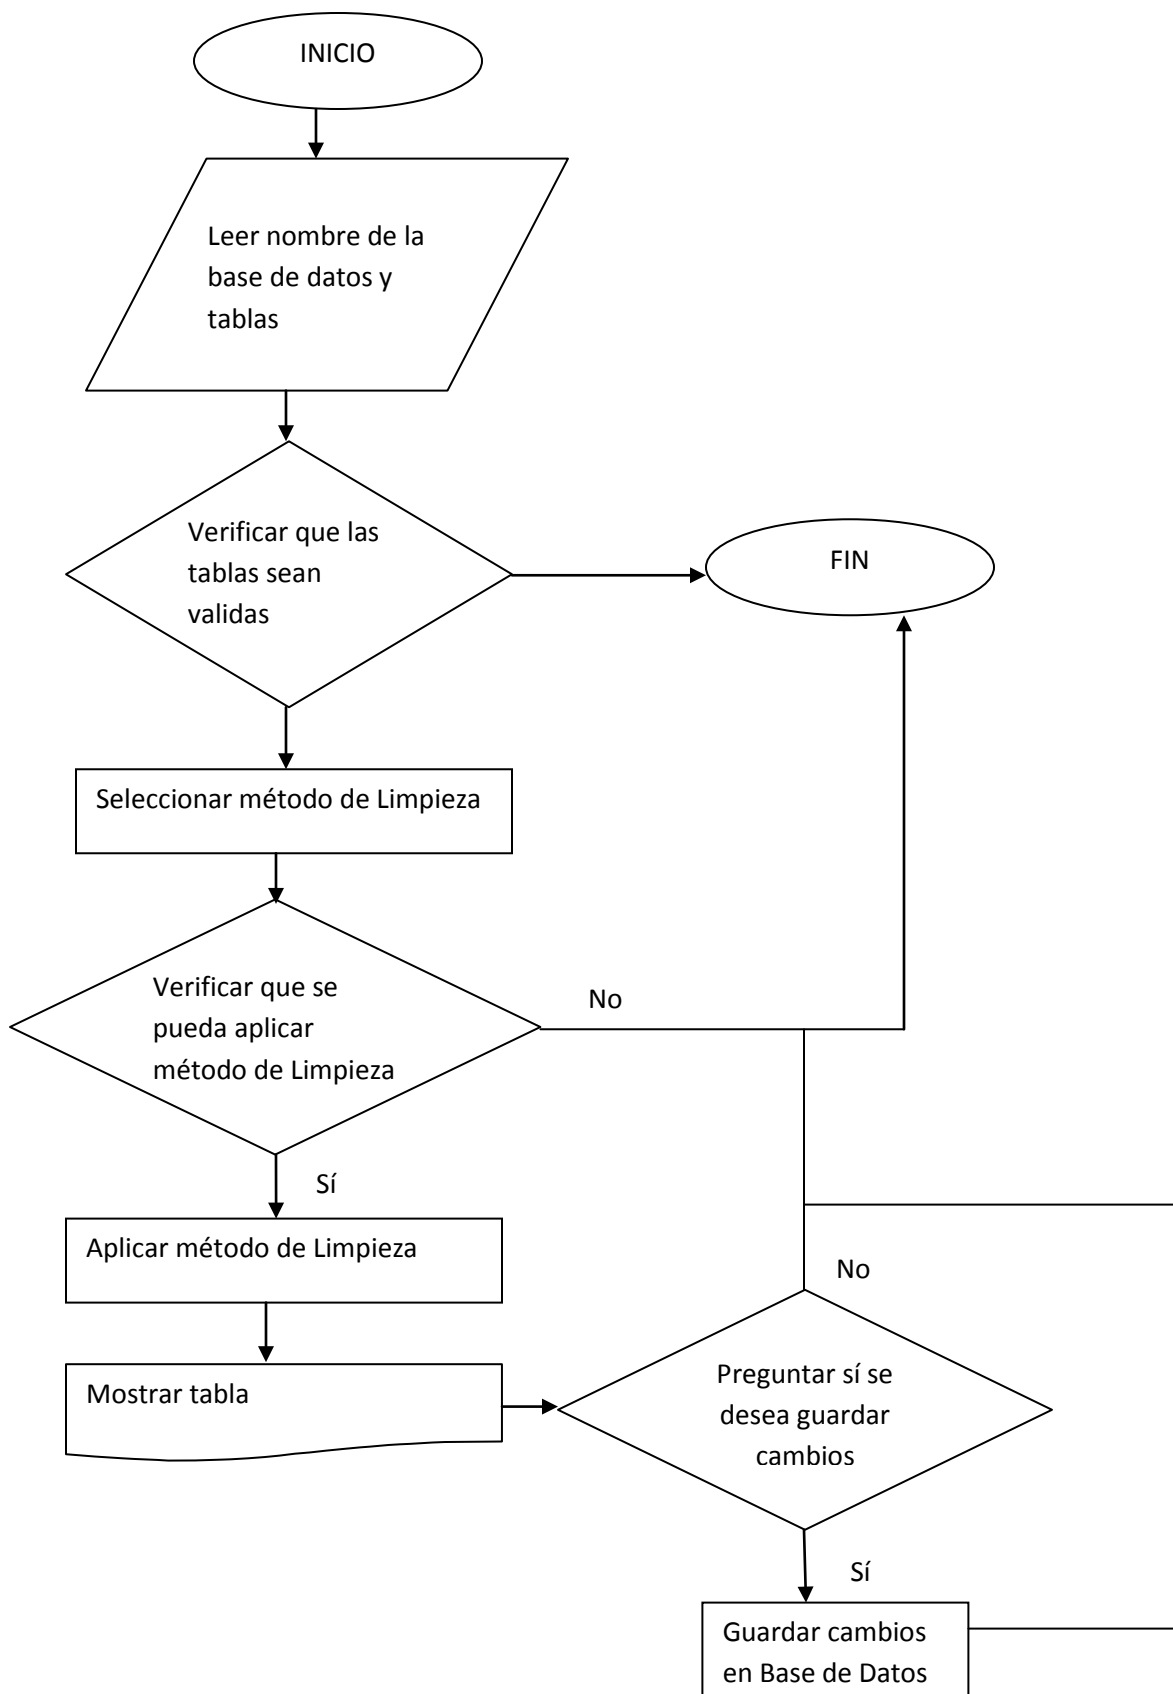 INICIO
Leer nombre de la
base de datos y
tablas
Verificar que las
tablas sean
validas
FIN
Seleccionar método de Limpieza
Verificar que se
pueda aplicar
método de Limpieza
No
Sí
Aplicar método de Limpieza
No
Mostrar tabla
Preguntar sí se
desea guardar
cambios
Sí
Guardar cambios
en Base de Datos